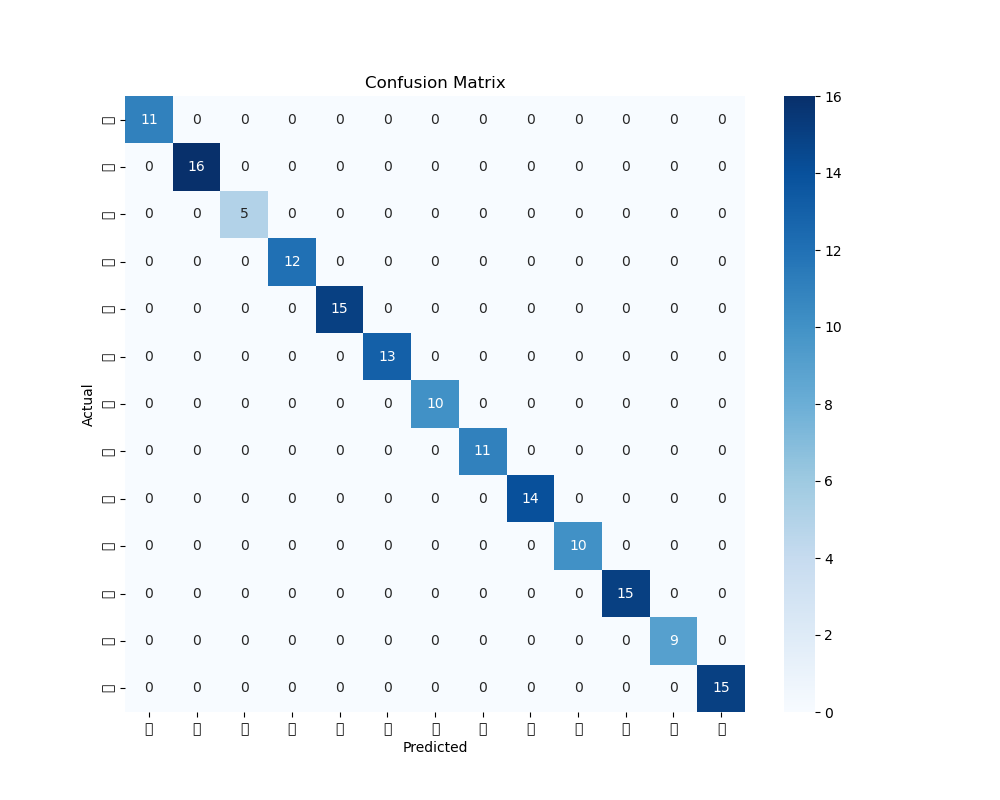 Confusion Matrix
11 0 0 0 0 0 0 0 0 0 0 0 0
0 16 0 0 0 0 0 0 0 0 0 0 0
0 0 5 0 0 0 0 0 0 0 0 0 0
0 0 0 12 0 0 0 0 0 0 0 0 0
0 0 0 0 15 0 0 0 0 0 0 0 0
0 0 0 0 0 13 0 0 0 0 0 0 0
0 0 0 0 0 0 10 0 0 0 0 0 0
0 0 0 0 0 0 0 11 0 0 0 0 0
0 0 0 0 0 0 0 0 14 0 0 0 0
0 0 0 0 0 0 0 0 0 10 0 0 0
0 0 0 0 0 0 0 0 0 0 15 0 0
0 0 0 0 0 0 0 0 0 0 0 9 0
0 0 0 0 0 0 0 0 0 0 0 0 15
Actual
Predicted
16
14
12
10
8
6
4
2
0